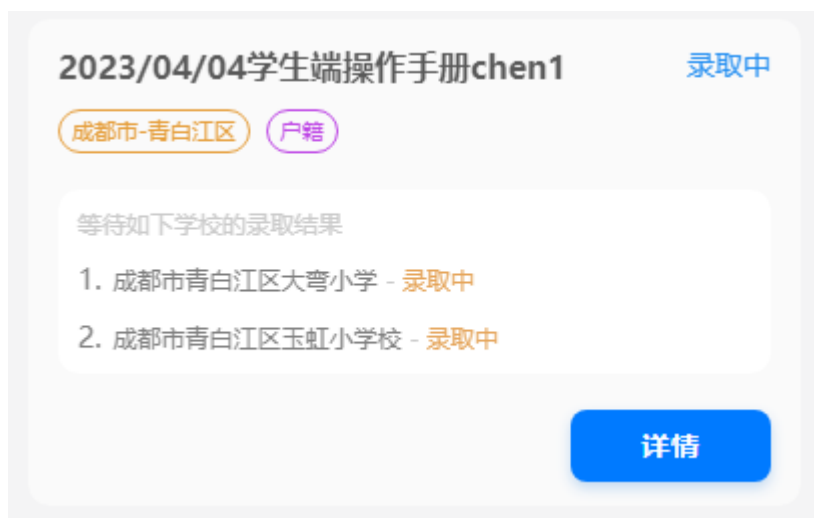 2023/04/04学生端操作手册chen1 录取中
成都市-青白江区 户籍
等待如下学校的录取结果
1. 成都市青白江区大弯小学 - 录取中
2. 成都市青白江区玉虹小学校 - 录取中
详情